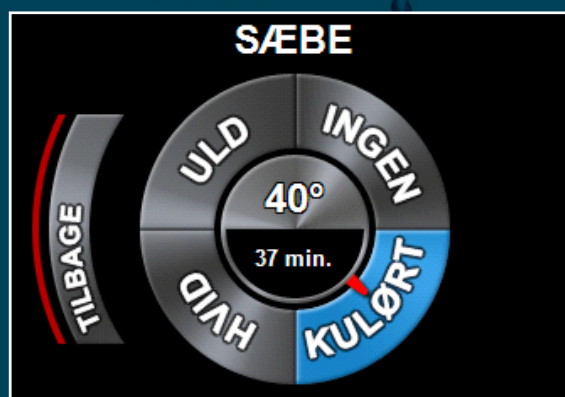 SÆBE
ULD
INGEN
40°
37 min.
TILBAGE
HVID
KULØRT